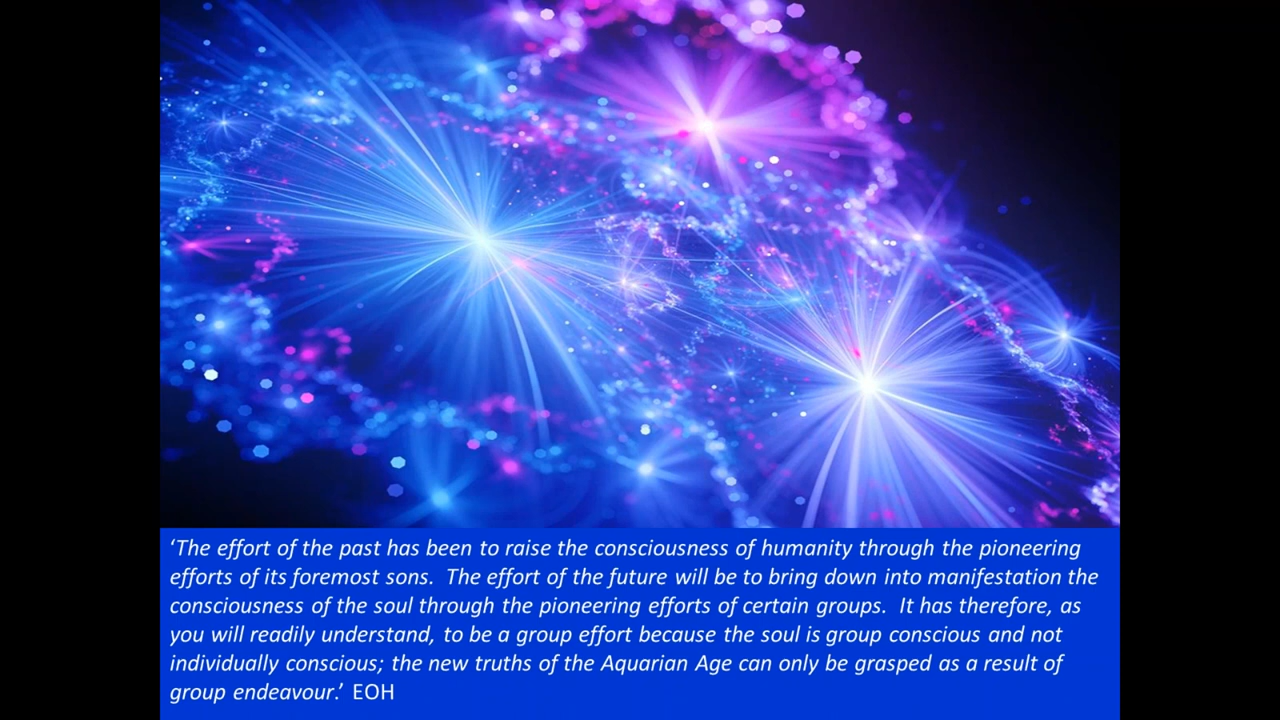 ‘The effort of the past has been to raise the consciousness of humanity through the pioneering
efforts of its foremost sons.  The effort of the future will be to bring down into manifestation the
consciousness of the soul through the pioneering efforts of certain groups.  It has therefore, as
you will readily understand, to be a group effort because the soul is group conscious and not
individually conscious; the new truths of the Aquarian Age can only be grasped as a result of
group endeavour.’  EOH